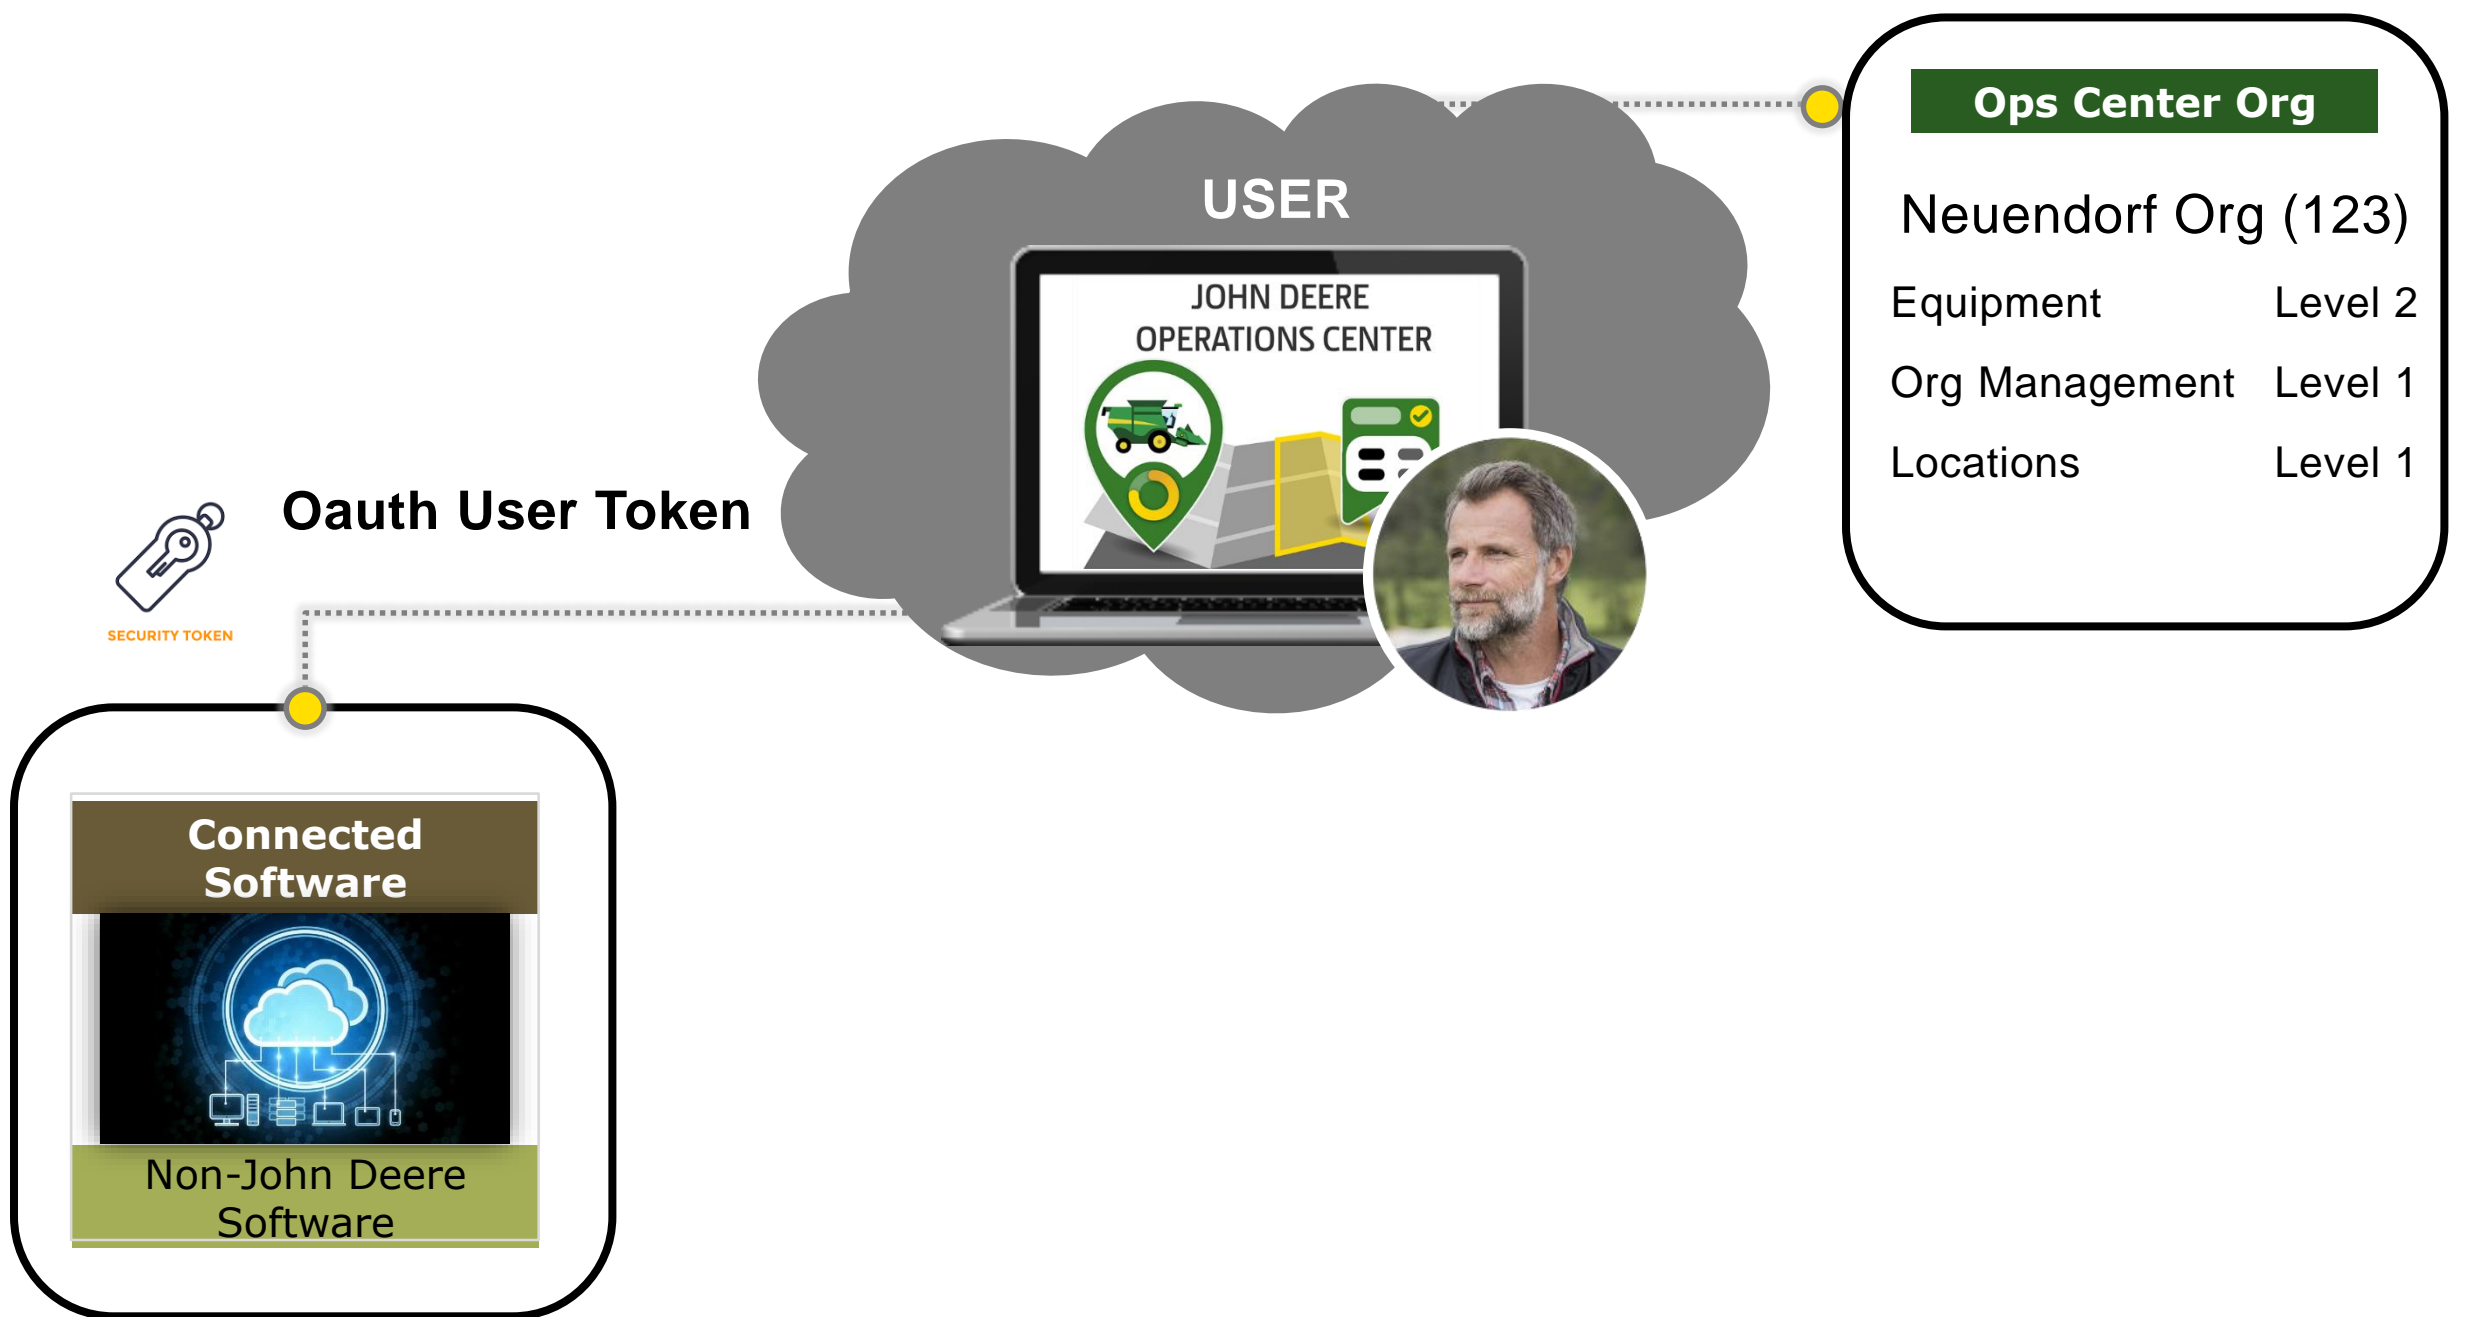 Ops Center Org
Neuendorf Org (123)
Equipment Level 2
Org Management Level 1
Locations Level 1
USER
JOHN DEERE
OPERATIONS CENTER
Oauth User Token
SECURITY TOKEN
Connected
Software
Non-John Deere
Software